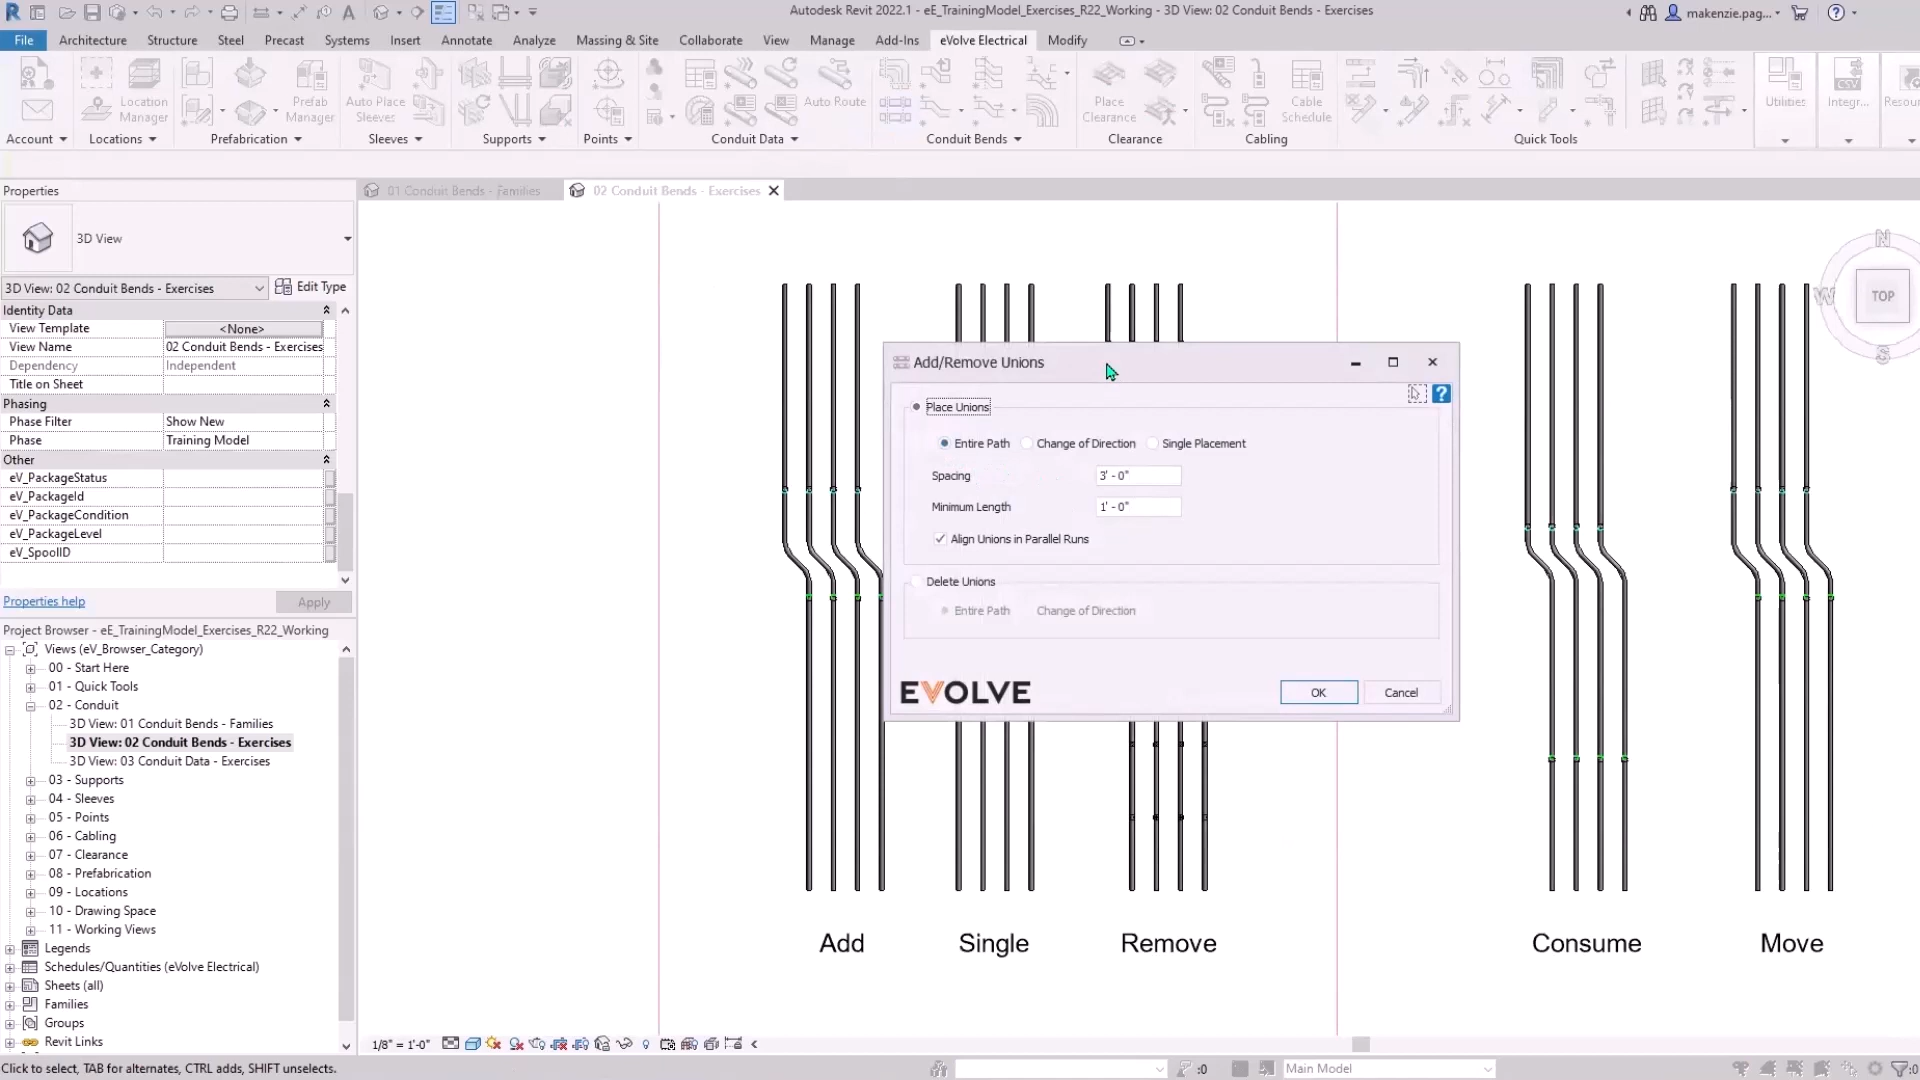 Autodesk Revit 2022.1 - eE_TrainingModel_Exercises_R22_Working - 3D View: 02 Conduit Bends - Exercises
makenzie.pag...
File Architecture Structure Steel Precast Systems Insert Annotate Analyze Massing & Site Collaborate View Manage Add-Ins eVolve Electrical Modify
Location Manager
Prefab Manager
Auto Place Sleeves
Auto Route
Place Clearance
Cable Schedule
Utilities
Integr...
Resou
Account Locations Prefabrication Sleeves Supports Points Conduit Data Conduit Bends Clearance Cabling Quick Tools
Properties
01 Conduit Bends - Families
02 Conduit Bends - Exercises
3D View
3D View: 02 Conduit Bends - Exercises
Edit Type
Identity Data
View Template <None>
View Name 02 Conduit Bends - Exercises
Dependency Independent
Title on Sheet
Phasing
Phase Filter Show New
Phase Training Model
Other
eV_PackageStatus
eV_PackageId
eV_PackageCondition
eV_PackageLevel
eV_SpoolID
Properties help
Apply
Project Browser - eE_TrainingModel_Exercises_R22_Working
Views (eV_Browser_Category)
00 - Start Here
01 - Quick Tools
02 - Conduit
3D View: 01 Conduit Bends - Families
3D View: 02 Conduit Bends - Exercises
3D View: 03 Conduit Data - Exercises
03 - Supports
04 - Sleeves
05 - Points
06 - Cabling
07 - Clearance
08 - Prefabrication
09 - Locations
10 - Drawing Space
11 - Working Views
Legends
Schedules/Quantities (eVolve Electrical)
Sheets (all)
Families
Groups
Revit Links
Add/Remove Unions
Place Unions
Entire Path Change of Direction Single Placement
Spacing 3' - 0"
Minimum Length 1' - 0"
Align Unions in Parallel Runs
Delete Unions
Entire Path Change of Direction
EVOLVE
OK
Cancel
N
W
TOP
S
Add
Single
Remove
Consume
Move
1/8" = 1'-0"
Click to select, TAB for alternates, CTRL adds, SHIFT unselects.
:0
Main Model
:0